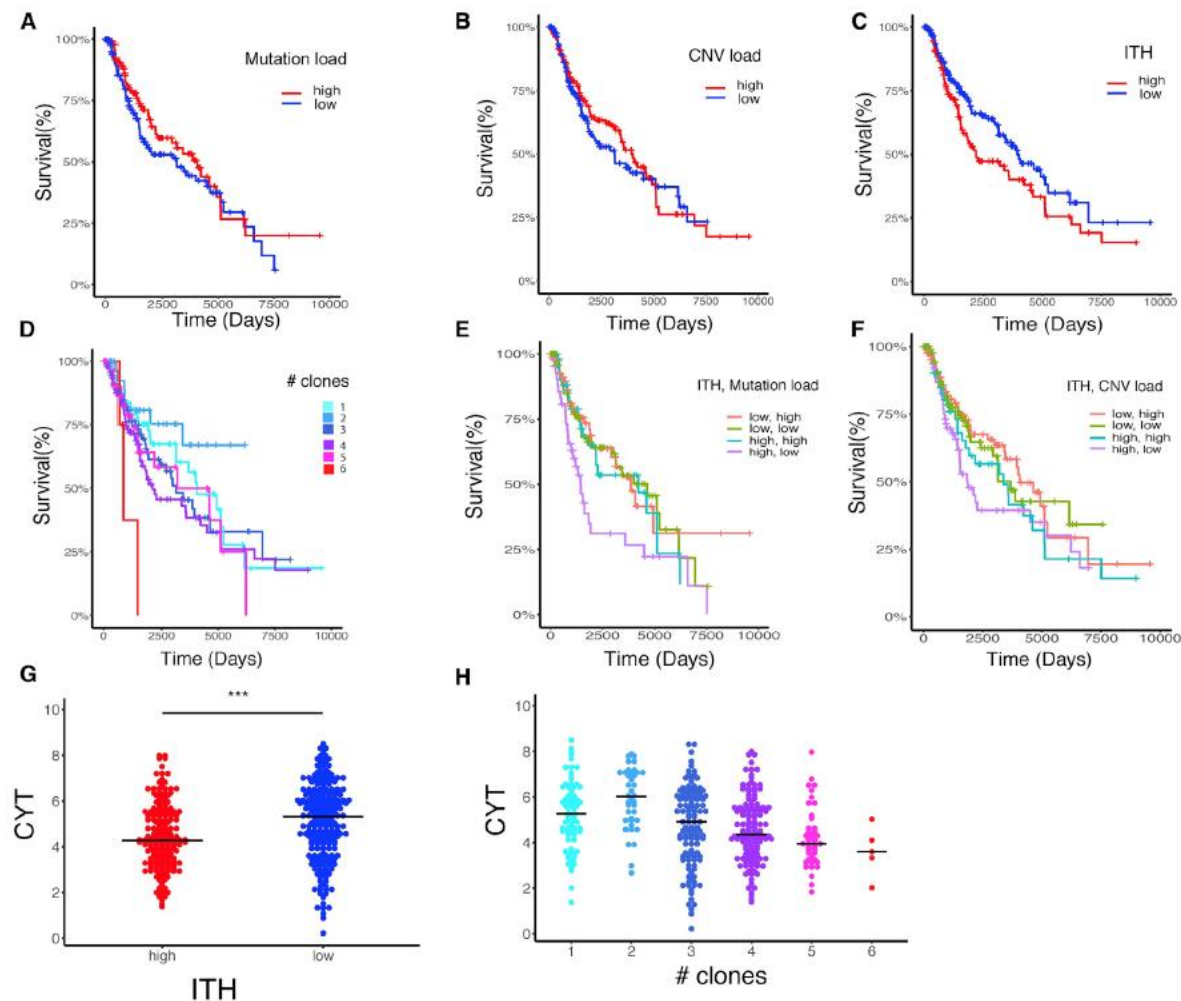 A
Mutation load
high
low
100%
75%
50%
25%
0%
Survival(%)
0 2500 5000 7500 10000
Time (Days)
B
CNV load
high
low
100%
75%
50%
25%
0%
Survival(%)
0 2500 5000 7500 10000
Time (Days)
C
ITH
high
low
100%
75%
50%
25%
0%
Survival(%)
0 2500 5000 7500 10000
Time (Days)
D
# clones
1
2
3
4
5
6
100%
75%
50%
25%
0%
Survival(%)
0 2500 5000 7500 10000
Time (Days)
E
ITH, Mutation load
low, high
low, low
high, high
high, low
100%
75%
50%
25%
0%
Survival(%)
0 2500 5000 7500 10000
Time (Days)
F
ITH, CNV load
low, high
low, low
high, high
high, low
100%
75%
50%
25%
0%
Survival(%)
0 2500 5000 7500 10000
Time (Days)
G
***
10
8
6
4
2
0
CYT
high low
ITH
H
10
8
6
4
2
0
CYT
1 2 3 4 5 6
# clones